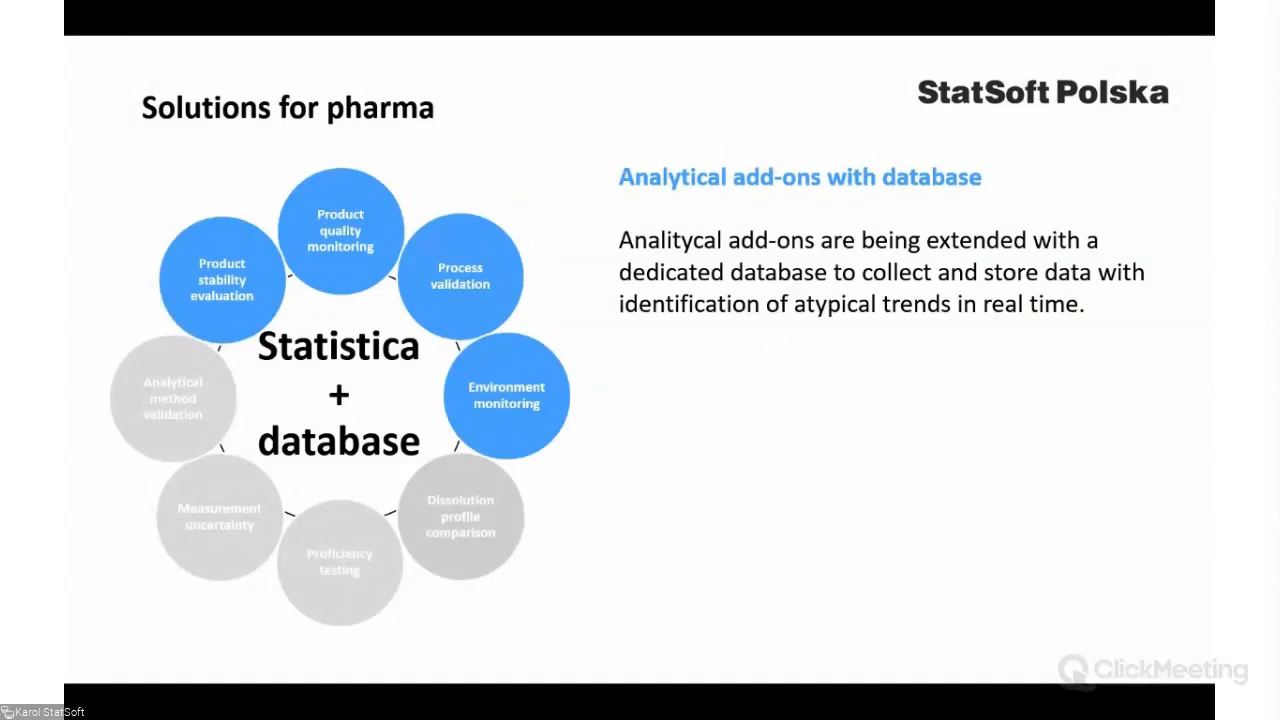 Solutions for pharma
StatSoft Polska
Product
quality
monitoring
Product
stability
evaluation
Process
validation
Analytical
method
validation
Statistica
+
database
Environment
monitoring
Measurement
uncertainty
Proficiency
testing
Dissolution
profile
comparison
Analytical add-ons with database
Analitycal add-ons are being extended with a
dedicated database to collect and store data with
identification of atypical trends in real time.
ClickMeeting
Karol StatSoft